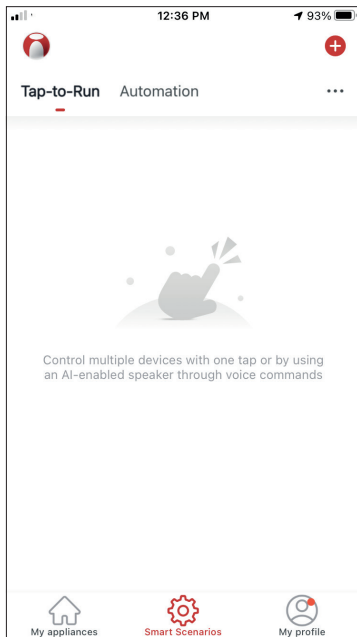 12:36 PM 93%
Tap-to-Run Automation
Control multiple devices with one tap or by using
an AI-enabled speaker through voice commands
My appliances Smart Scenarios My profile